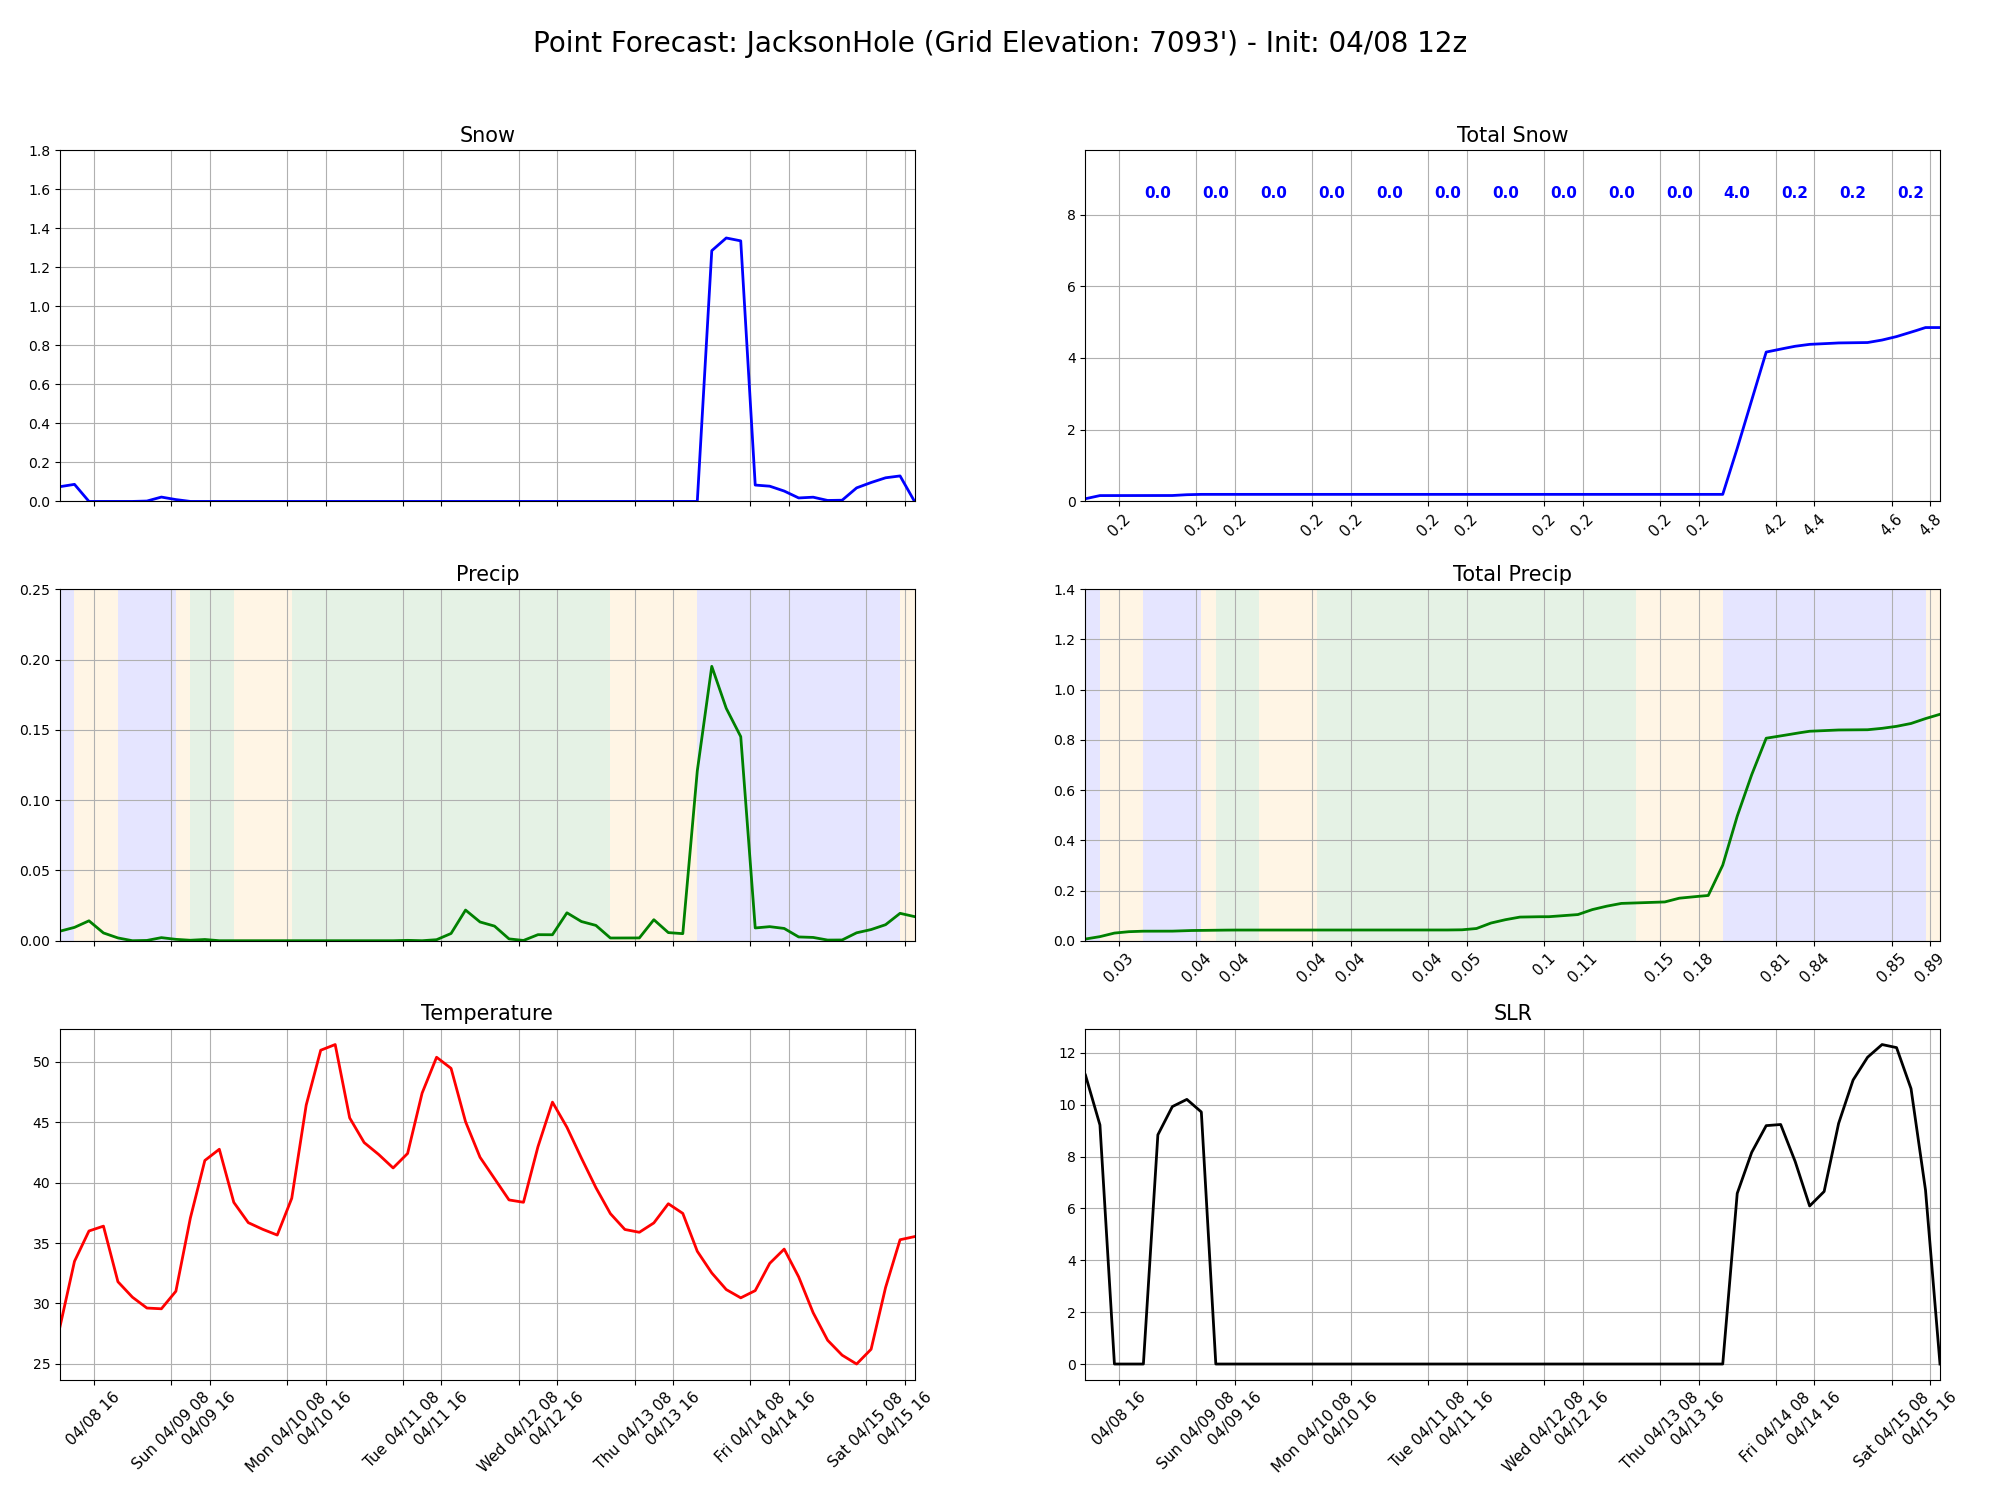 Point Forecast: JacksonHole (Grid Elevation: 7093') - Init: 04/08 12z
Snow
1.8
1.6
1.4
1.2
1.0
0.8
0.6
0.4
0.2
0.0
Total Snow
0.0 0.0 0.0 0.0 0.0 0.0 0.0 0.0 0.0 0.0 4.0 0.2 0.2 0.2
8
6
4
2
0
0.2 0.2 0.2 0.2 0.2 0.2 0.2 0.2 0.2 0.2 0.2 4.2 4.4 4.6 4.8
Precip
0.25
0.20
0.15
0.10
0.05
0.00
Total Precip
1.4
1.2
1.0
0.8
0.6
0.4
0.2
0.0
0.03 0.04 0.04 0.04 0.04 0.04 0.05 0.1 0.11 0.15 0.18 0.81 0.84 0.85 0.89
Temperature
50
45
40
35
30
25
04/08 16
Sun 04/09 08
04/09 16
Mon 04/10 08
04/10 16
Tue 04/11 08
04/11 16
Wed 04/12 08
04/12 16
Thu 04/13 08
04/13 16
Fri 04/14 08
04/14 16
Sat 04/15 08
04/15 16
SLR
12
10
8
6
4
2
0
04/08 16
Sun 04/09 08
04/09 16
Mon 04/10 08
04/10 16
Tue 04/11 08
04/11 16
Wed 04/12 08
04/12 16
Thu 04/13 08
04/13 16
Fri 04/14 08
04/14 16
Sat 04/15 08
04/15 16